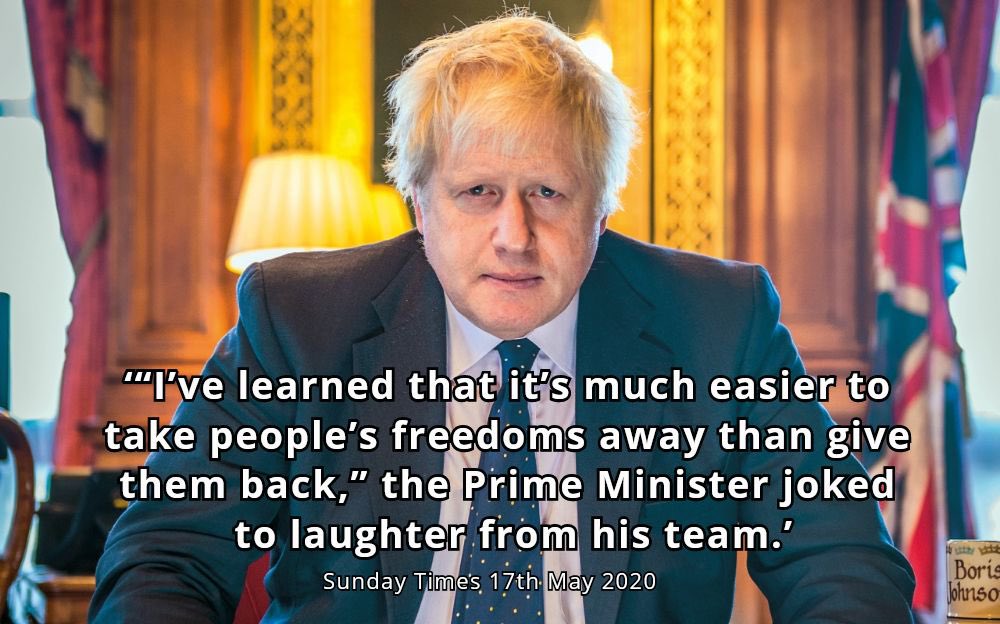 ‘“I’ve learned that it’s much easier to
take people’s freedoms away than give
them back,” the Prime Minister joked
to laughter from his team.’
Sunday Times 17th May 2020
Boris
Johnso